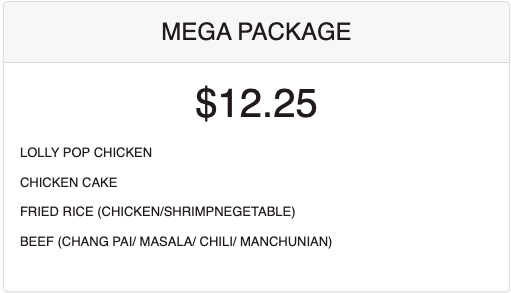 MEGA PACKAGE
$12.25
LOLLY POP CHICKEN
CHICKEN CAKE
FRIED RICE (CHICKEN/SHRIMPNEGETABLE)
BEEF (CHANG PAI/ MASALA/ CHILI/ MANCHUNIAN)